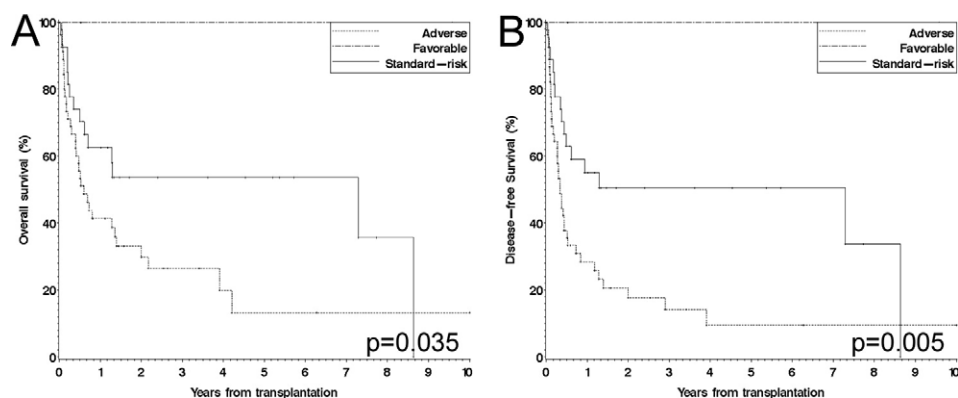 A
Overall survival (%)
100
80
60
40
20
0
Adverse
Favorable
Standard-risk
p=0.035
0 1 2 3 4 5 6 7 8 9 10
Years from transplantation
B
Disease-free Survival (%)
100
80
60
40
20
0
Adverse
Favorable
Standard-risk
p=0.005
0 1 2 3 4 5 6 7 8 9 10
Years from transplantation